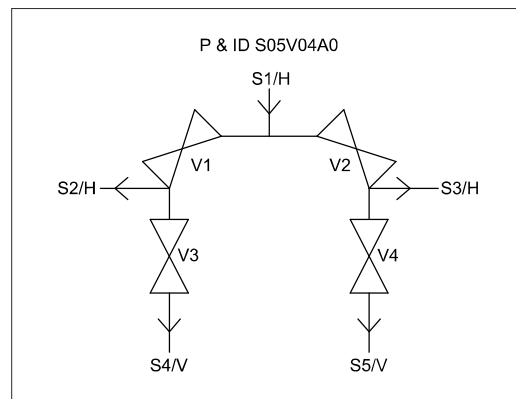 P & ID S05V04A0
S1/H
V1
V2
S2/H
S3/H
V3
V4
S4/V
S5/V